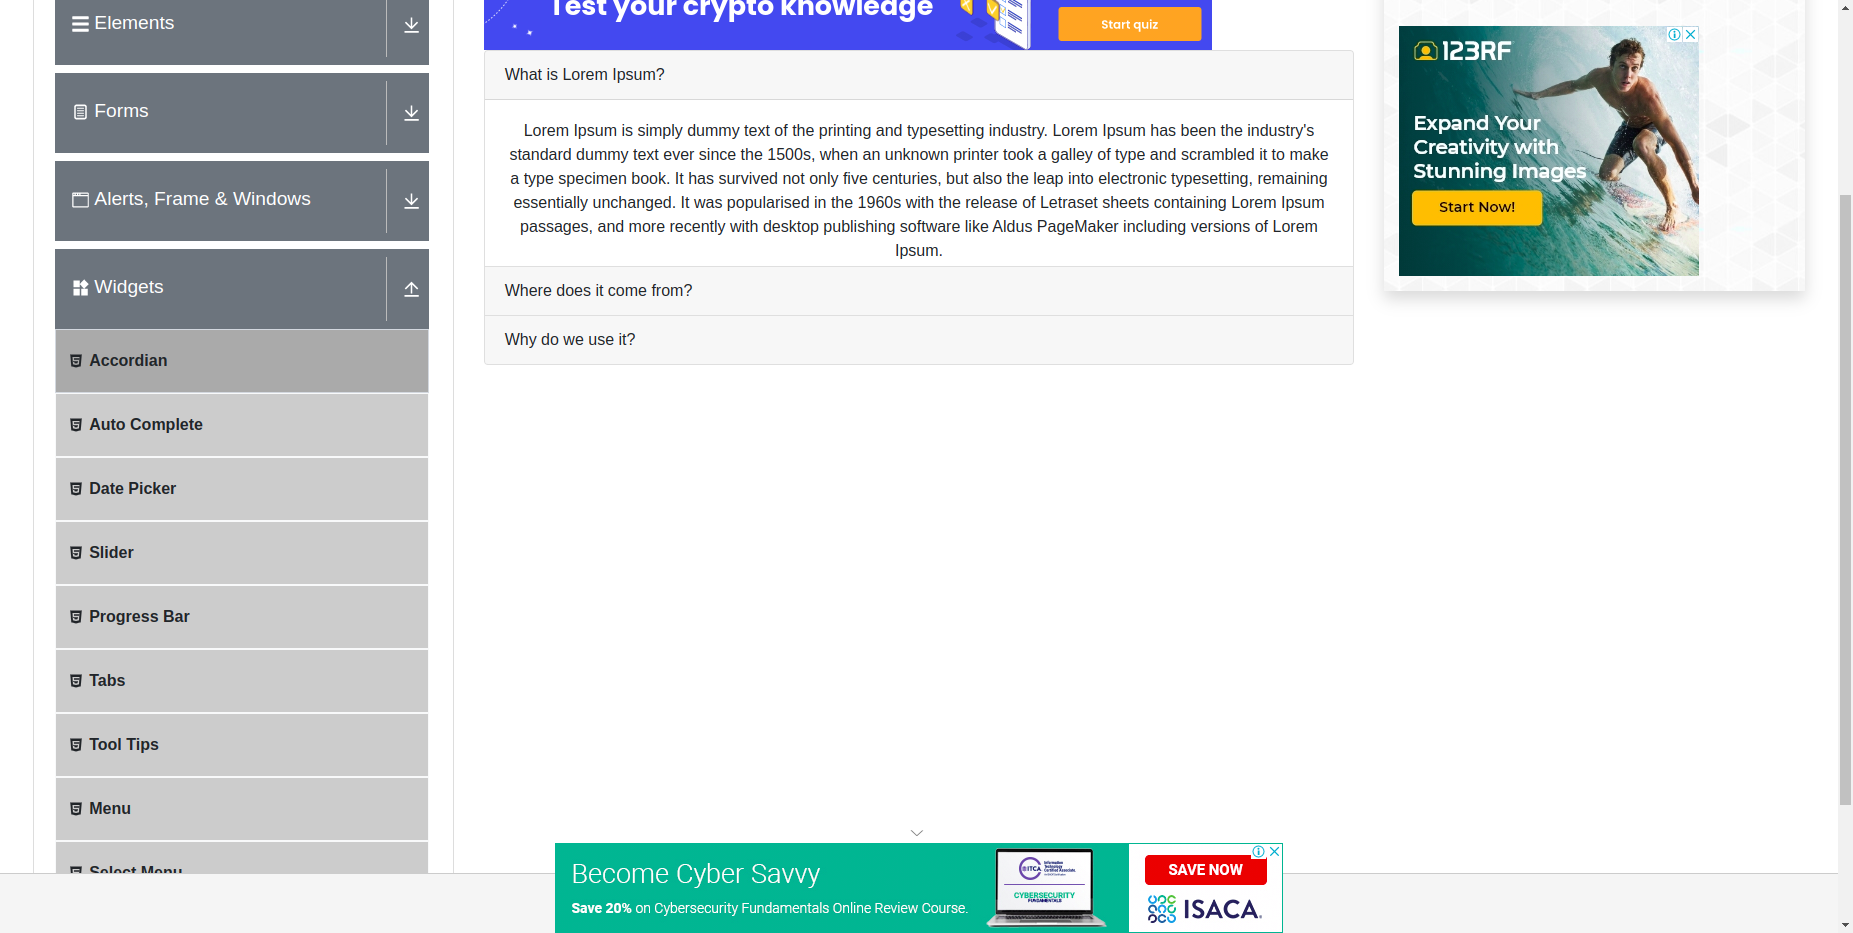 Elements
Forms
Alerts, Frame & Windows
Widgets
Accordian
Auto Complete
Date Picker
Slider
Progress Bar
Tabs
Tool Tips
Menu
Select Menu
Test your crypto knowledge
Start quiz
What is Lorem Ipsum?
Lorem Ipsum is simply dummy text of the printing and typesetting industry. Lorem Ipsum has been the industry's
standard dummy text ever since the 1500s, when an unknown printer took a galley of type and scrambled it to make
a type specimen book. It has survived not only five centuries, but also the leap into electronic typesetting, remaining
essentially unchanged. It was popularised in the 1960s with the release of Letraset sheets containing Lorem Ipsum
passages, and more recently with desktop publishing software like Aldus PageMaker including versions of Lorem
Ipsum.
Where does it come from?
Why do we use it?
123RF
Expand Your
Creativity with
Stunning Images
Start Now!
Become Cyber Savvy
Save 20% on Cybersecurity Fundamentals Online Review Course.
ITCA
Information
Technology
Certified Associate.
CYBERSECURITY
FUNDAMENTALS
SAVE NOW
ISACA.